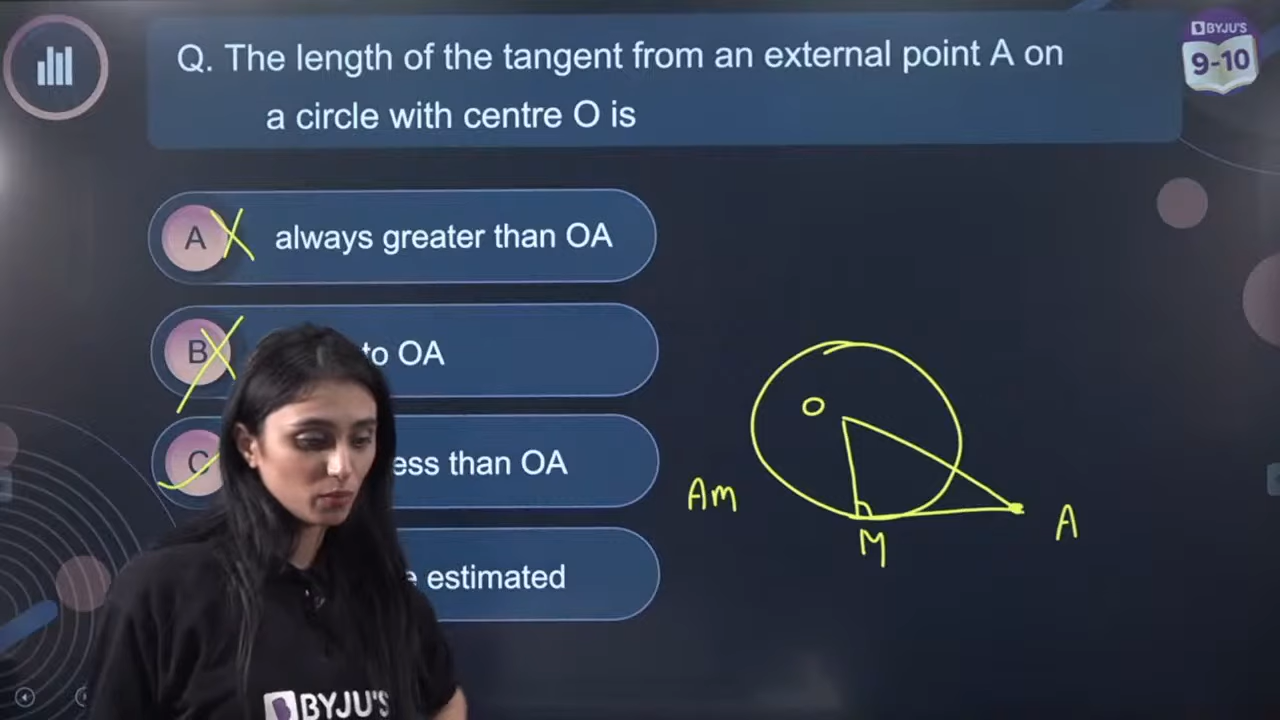 BYJU'S
9-10
Q. The length of the tangent from an external point A on
a circle with centre O is
A always greater than OA
B to OA
C less than OA
estimated
O
Am
M
A
BYJU'S